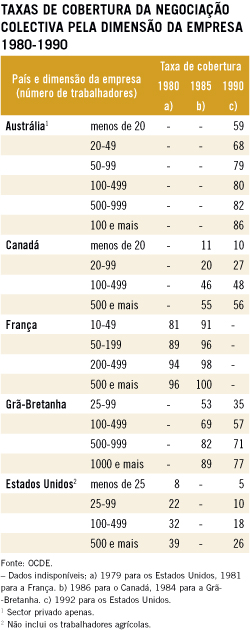 TAXAS DE COBERTURA DA NEGOCIAÇÃO
COLECTIVA PELA DIMENSÃO DA EMPRESA
1980-1990
Taxa de cobertura
País e dimensão da empresa
(número de trabalhadores)
1980 1985 1990
a) b) c)
Austrália¹ menos de 20 - - 59
20-49 - - 68
50-99 - - 79
100-499 - - 80
500-999 - - 82
100 e mais - - 86
Canadá menos de 20 - 11 10
20-99 - 20 27
100-499 - 46 48
500 e mais - 55 56
França 10-49 81 91 -
50-199 89 96 -
200-499 94 98 -
500 e mais 96 100 -
Grã-Bretanha 25-99 - 53 35
100-499 - 69 57
500-999 - 82 71
1000 e mais - 89 77
Estados Unidos² menos de 25 8 - 5
25-99 22 - 10
100-499 32 - 18
500 e mais 39 - 26
Fonte: OCDE.
– Dados indisponíveis; a) 1979 para os Estados Unidos, 1981
para a França. b) 1986 para o Canadá, 1984 para a Grã-
-Bretanha. c) 1992 para os Estados Unidos.
¹ Sector privado apenas.
² Não inclui os trabalhadores agrícolas.